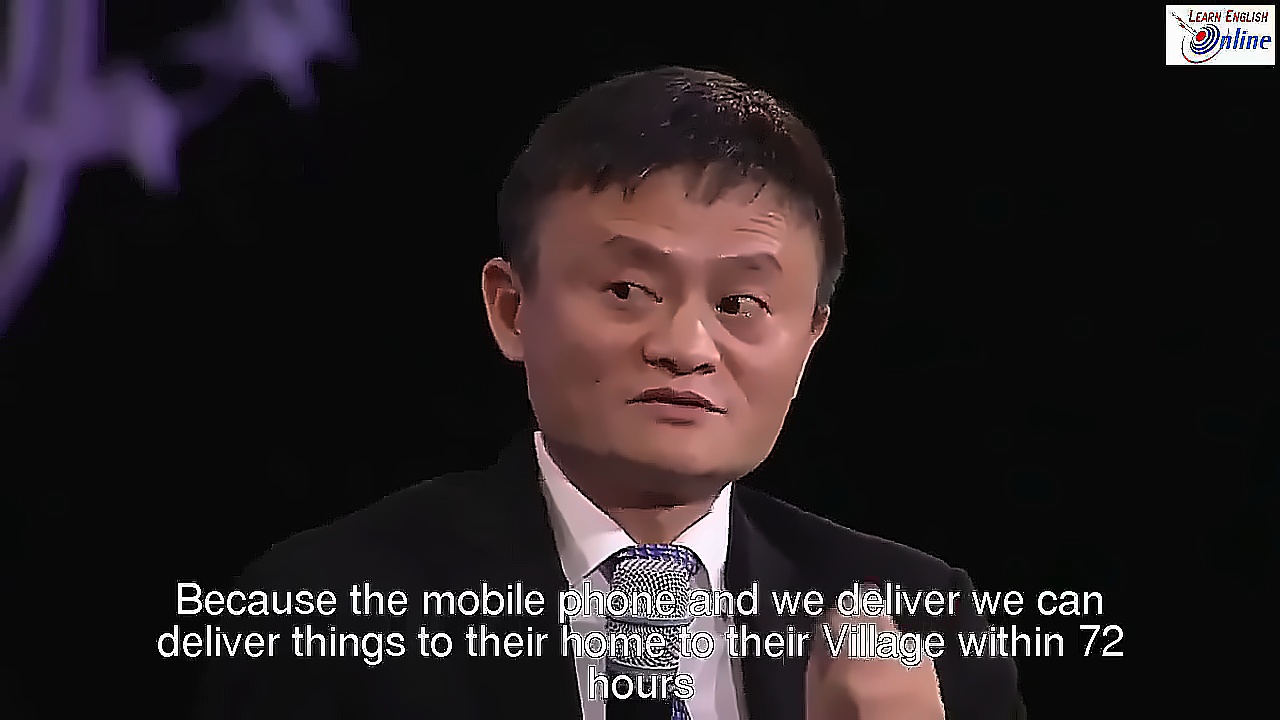 LEARN ENGLISH
Online
Because the mobile phone and we deliver we can
deliver things to their home to their Village within 72
hours